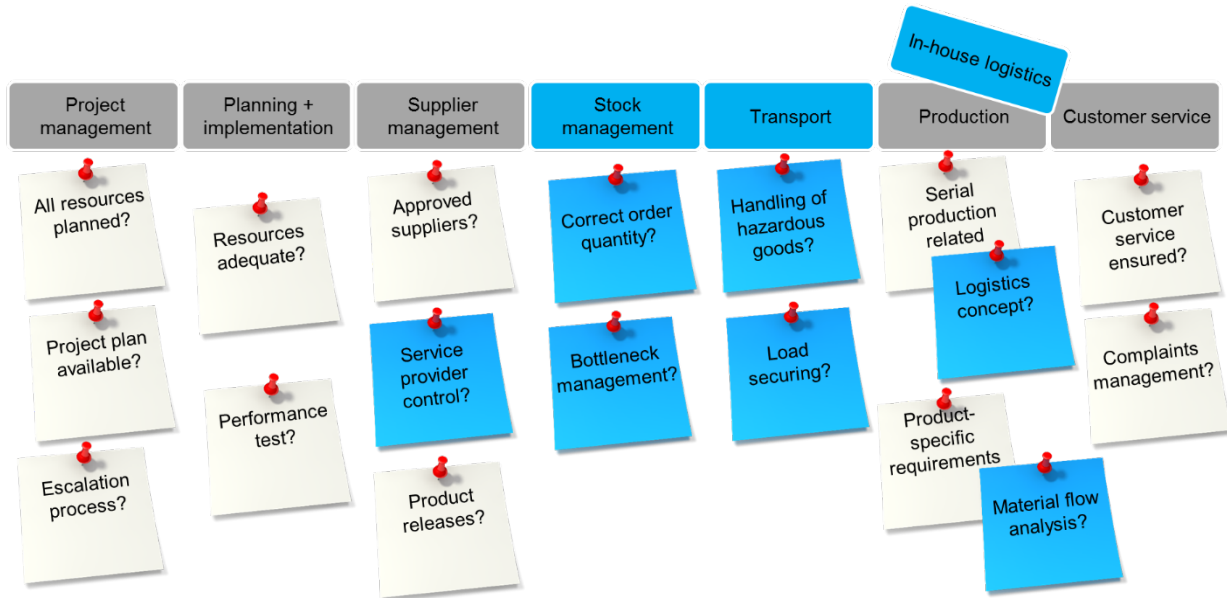 In-house logistics
Project
management
Planning +
implementation
Supplier
management
Stock
management
Transport
Production
Customer service
All resources
planned?
Project plan
available?
Escalation
process?
Resources
adequate?
Performance
test?
Approved
suppliers?
Service
provider
control?
Product
releases?
Correct order
quantity?
Bottleneck
management?
Handling of
hazardous
goods?
Load
securing?
Serial
production
related
Logistics
concept?
Product-
specific
requirements
Material flow
analysis?
Customer
service
ensured?
Complaints
management?